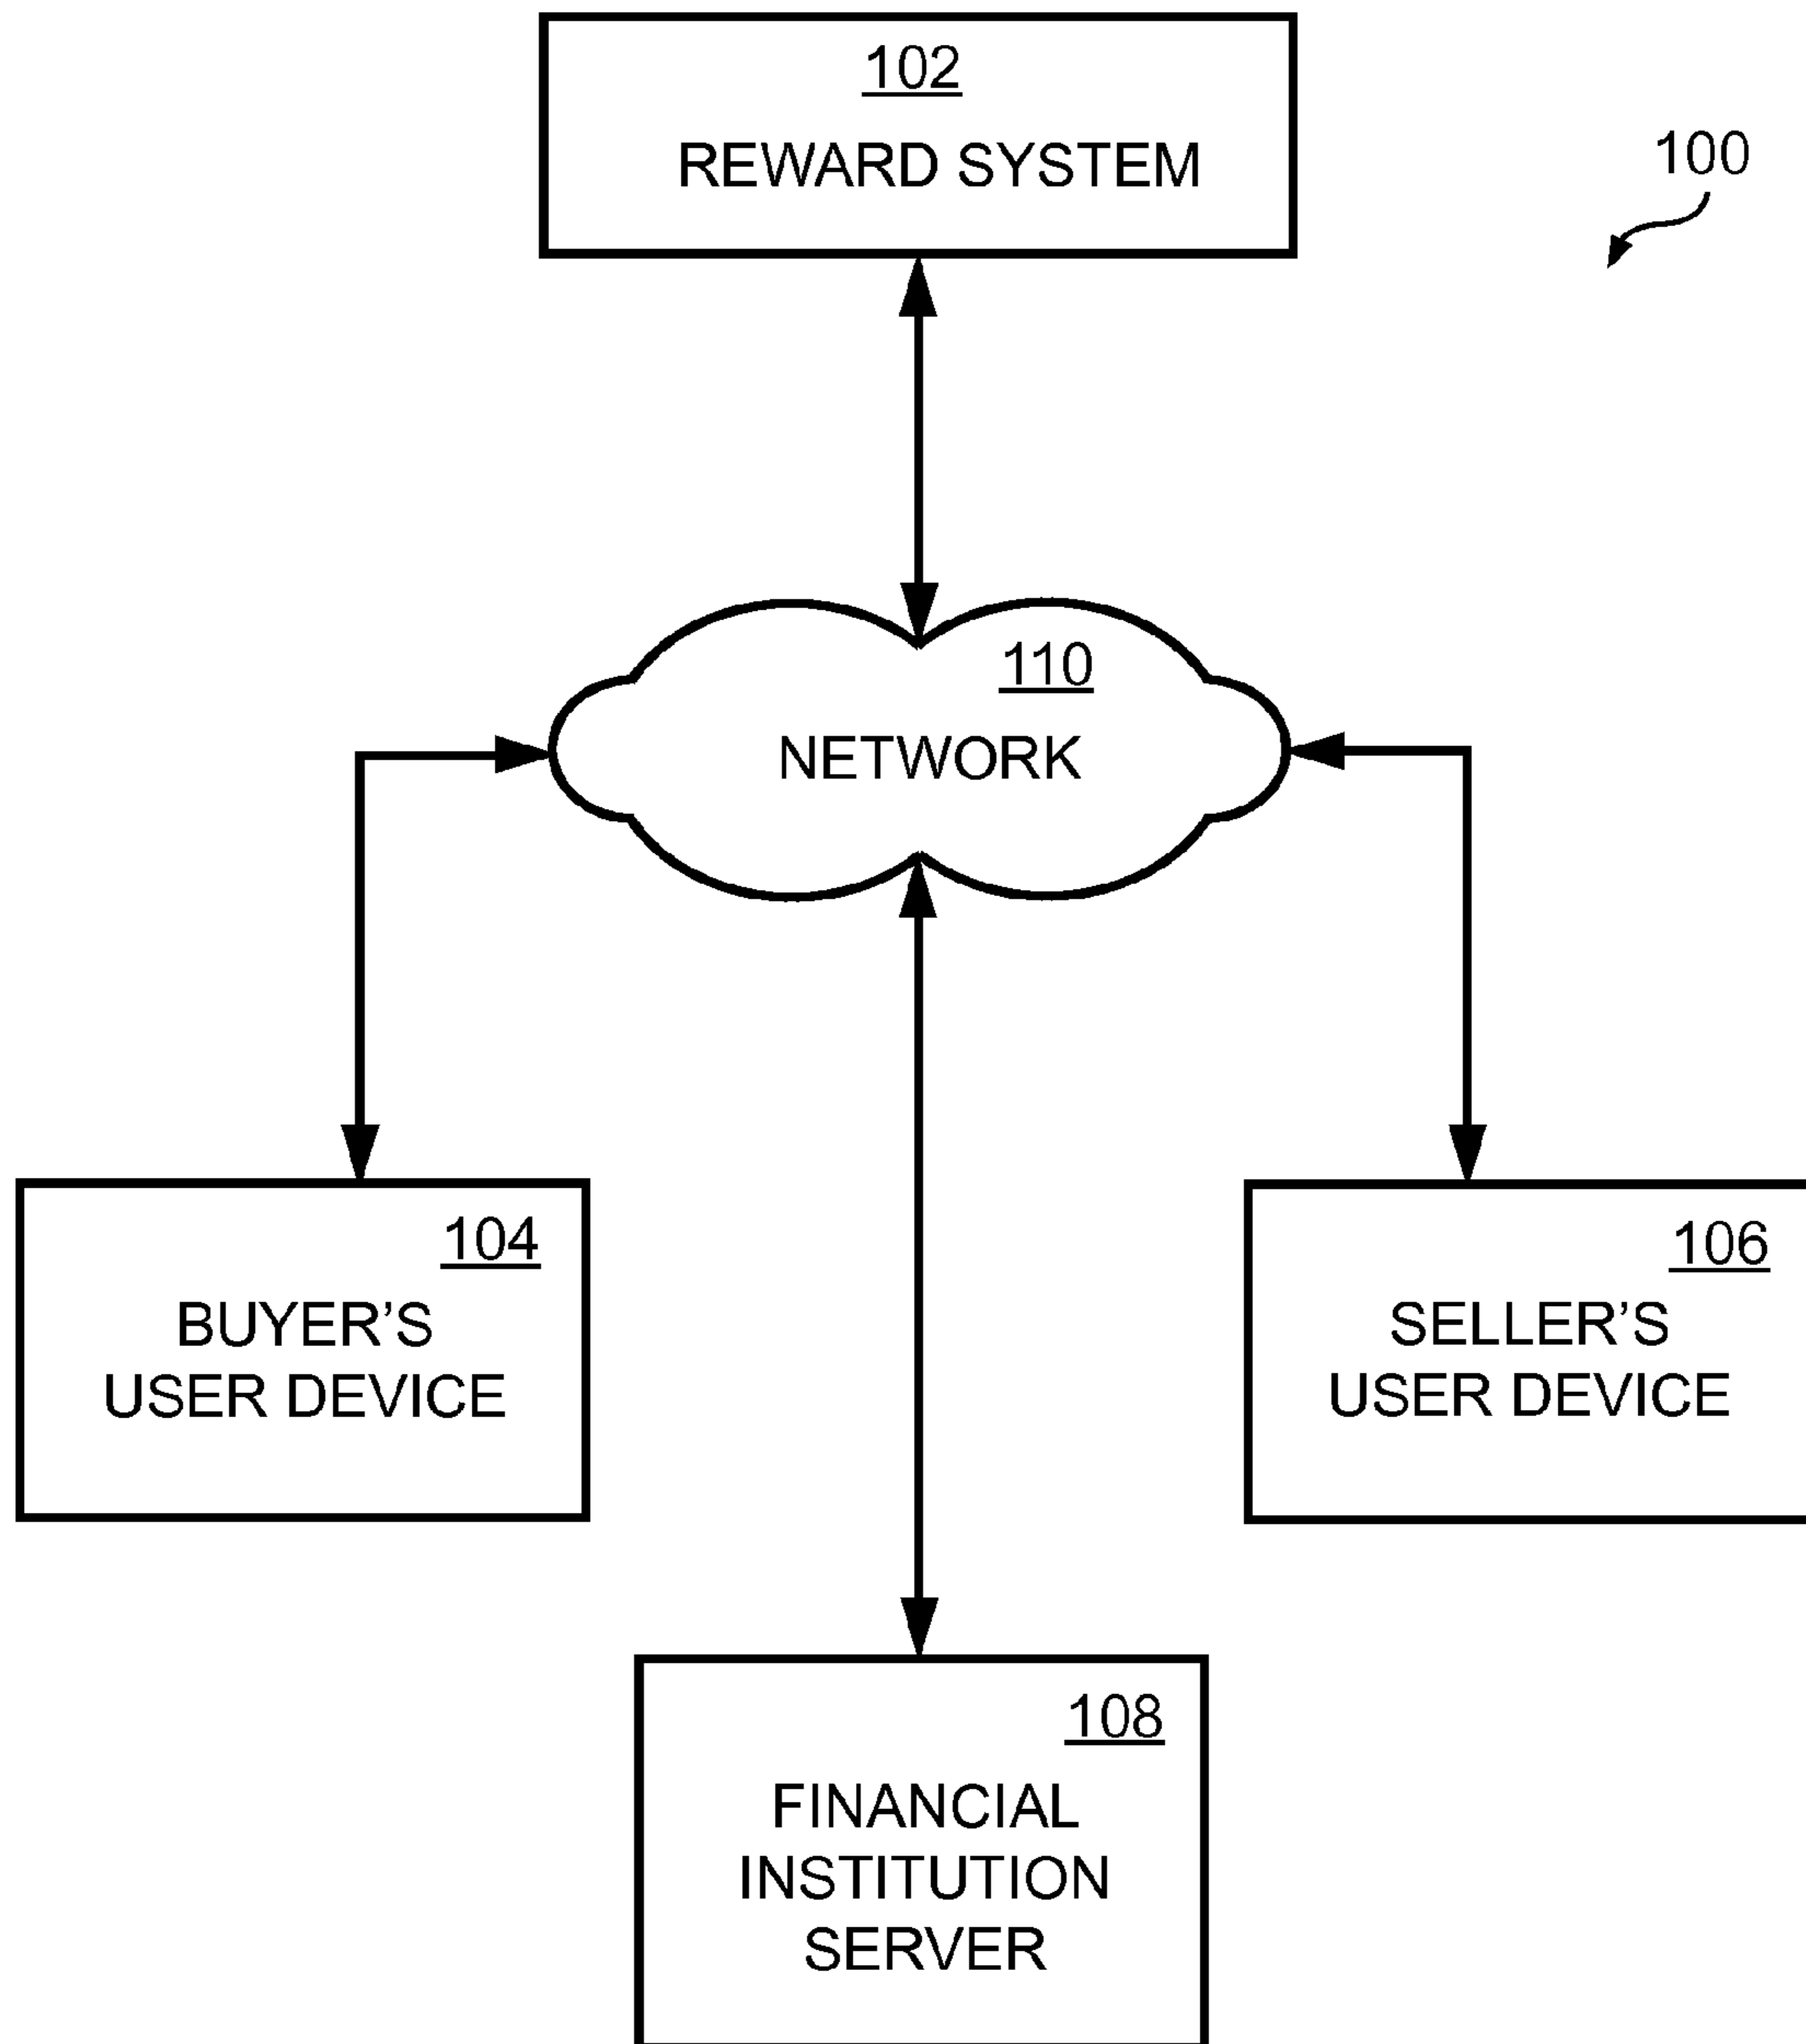 102
REWARD SYSTEM
100
110
NETWORK
104
BUYER’S
USER DEVICE
106
SELLER’S
USER DEVICE
108
FINANCIAL
INSTITUTION
SERVER